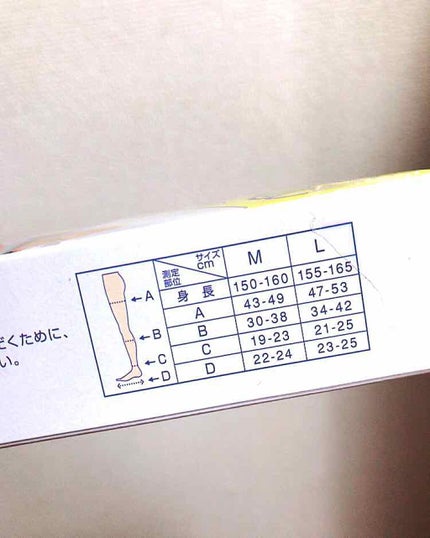 だくために、
い。
A
B
C
D
サイズ
cm
測定
部位
M L
身長 150-160 155-165
A 43-49 47-53
B 30-38 34-42
C 19-23 21-25
D 22-24 23-25